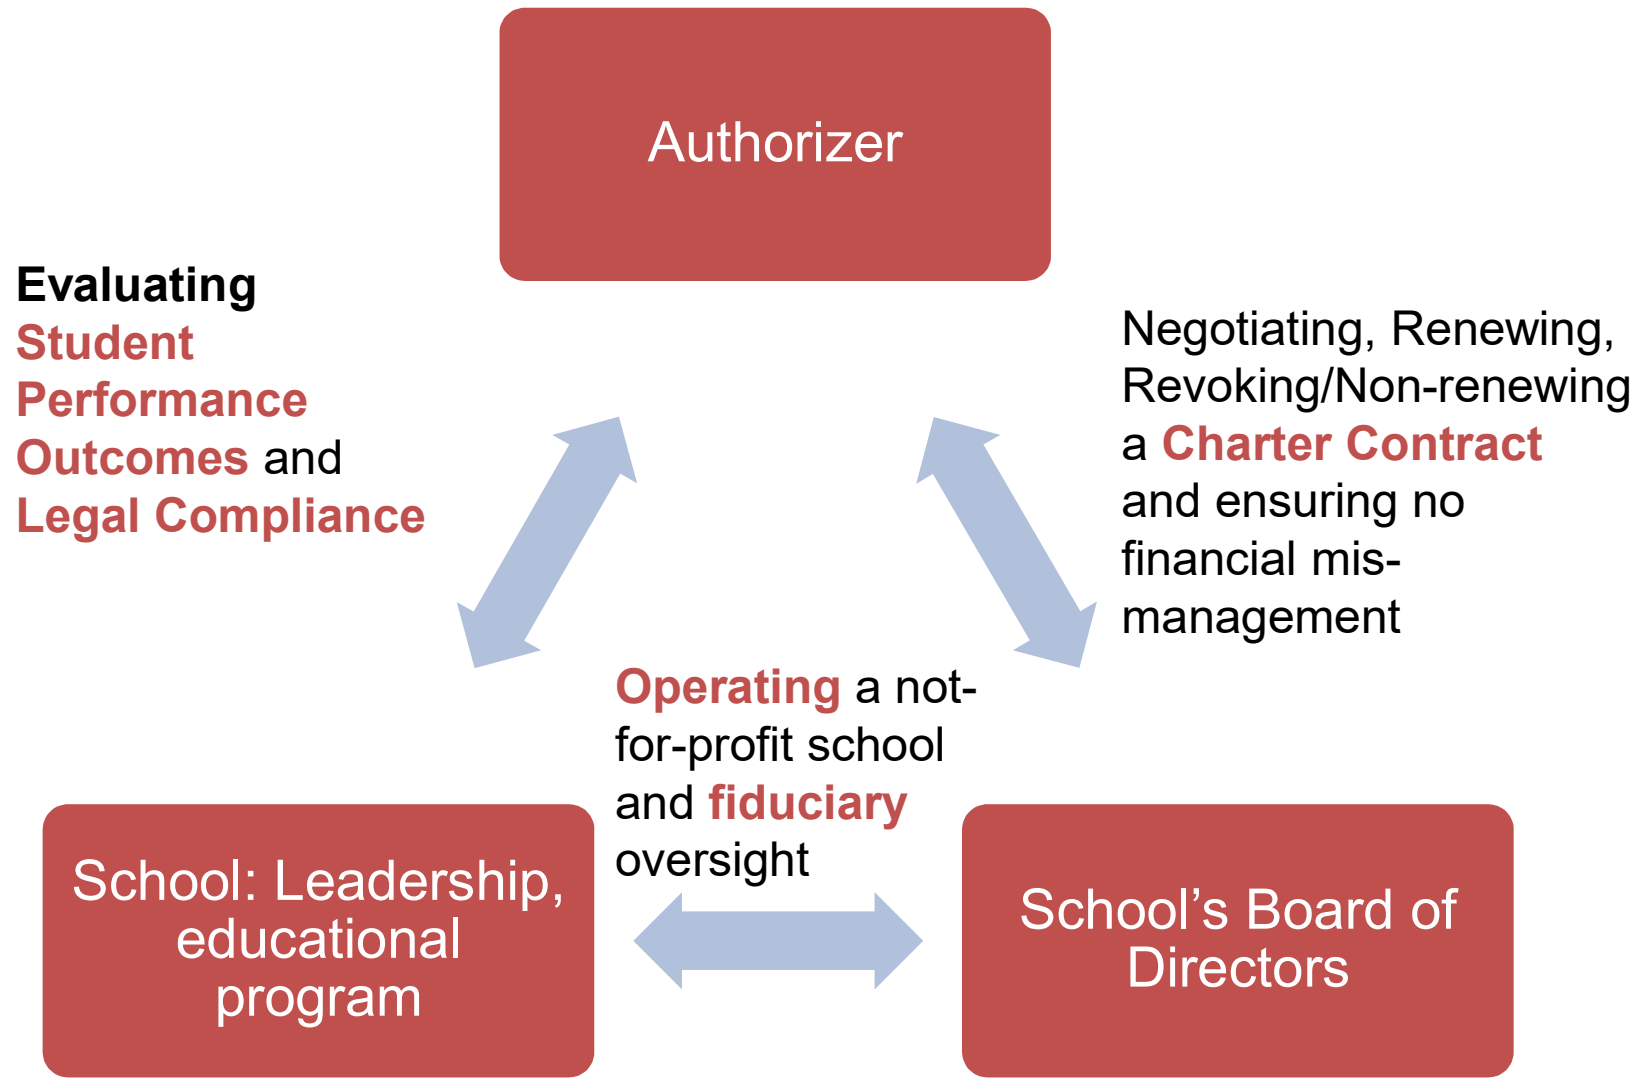 Authorizer
Evaluating
Student
Performance
Outcomes and
Legal Compliance
Negotiating, Renewing,
Revoking/Non-renewing
a Charter Contract
and ensuring no
financial mis-
management
Operating a not-
for-profit school
and fiduciary
oversight
School: Leadership,
educational
program
School’s Board of
Directors